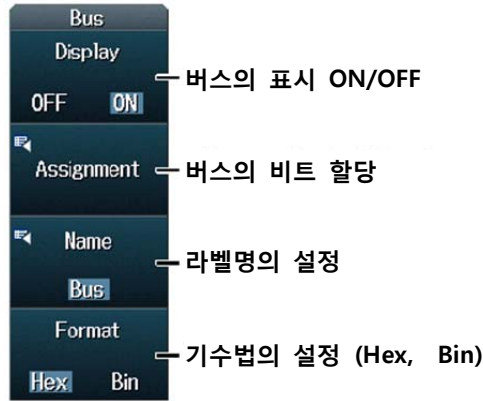 Bus
Display
OFF ON
버스의 표시 ON/OFF
Assignment
버스의 비트 할당
Name
Bus
라벨명의 설정
Format
Hex Bin
기수법의 설정 (Hex, Bin)